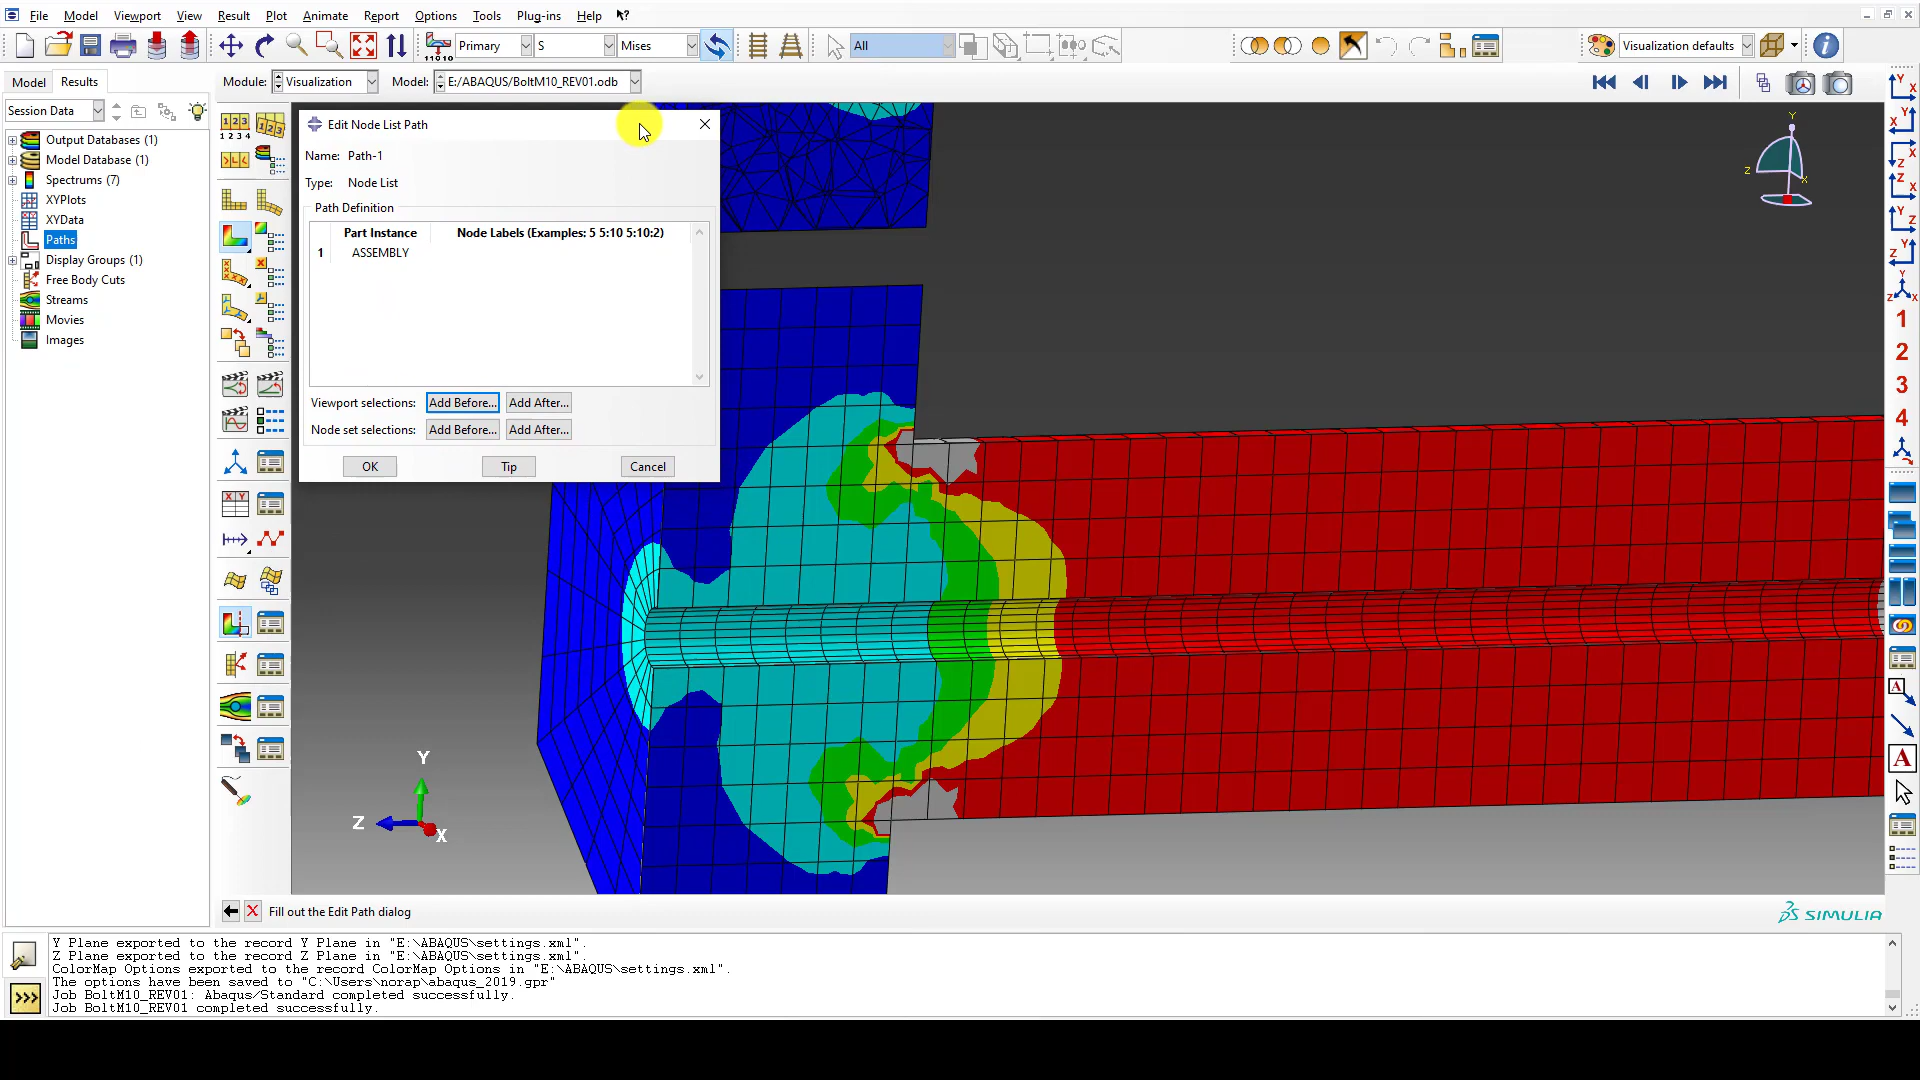 File Model Viewport View Result Plot Animate Report Options Tools Plug-ins Help
Primary S Mises All Visualization defaults
Model Results Module: Visualization Model: E:/ABAQUS/BoltM10_REV01.odb
Session Data
Output Databases (1)
Model Database (1)
Spectrums (7)
XYPlots
XYData
Paths
Display Groups (1)
Free Body Cuts
Streams
Movies
Images
Edit Node List Path
Name: Path-1
Type: Node List
Path Definition
Part Instance Node Labels (Examples: 5 5:10 5:10:2)
1 ASSEMBLY
Viewport selections: Add Before... Add After...
Node set selections: Add Before... Add After...
OK Tip Cancel
Y
Z
X
Y
Z
X
1
2
3
4
A
A
Fill out the Edit Path dialog
SIMULIA
Y Plane exported to the record Y Plane in "E:\ABAQUS\settings.xml".
Z Plane exported to the record Z Plane in "E:\ABAQUS\settings.xml".
ColorMap Options exported to the record ColorMap Options in "E:\ABAQUS\settings.xml".
The options have been saved to "C:\Users\norap\abaqus_2019.gpr"
Job BoltM10_REV01: Abaqus/Standard completed successfully.
Job BoltM10_REV01 completed successfully.
>>>